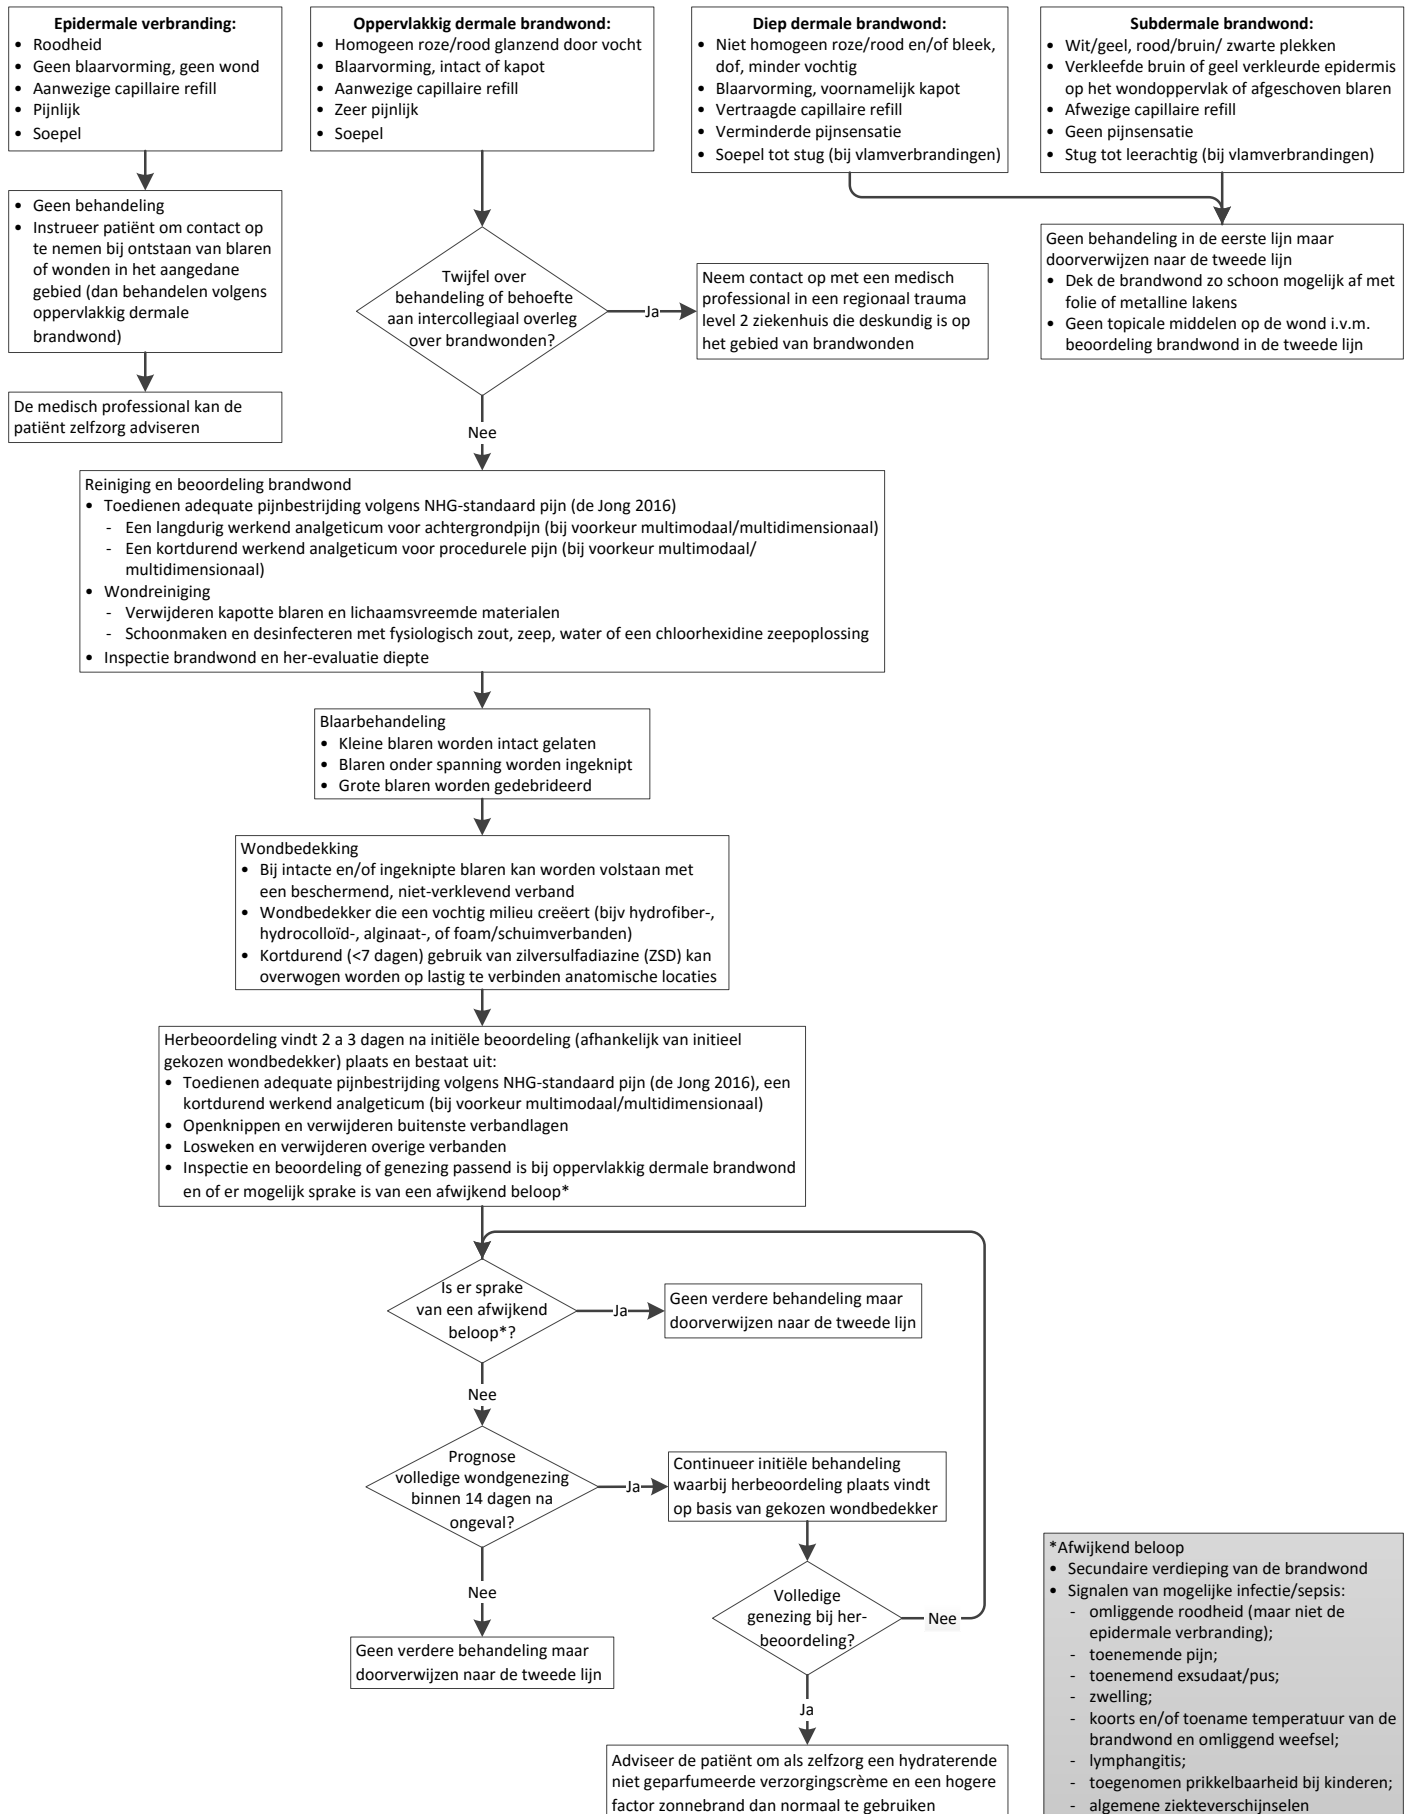 Epidermale verbranding:
• Roodheid
• Geen blaarvorming, geen wond
• Aanwezige capillaire refill
• Pijnlijk
• Soepel
Oppervlakkig dermale brandwond:
• Homogeen roze/rood glanzend door vocht
• Blaarvorming, intact of kapot
• Aanwezige capillaire refill
• Zeer pijnlijk
• Soepel
Diep dermale brandwond:
• Niet homogeen roze/rood en/of bleek,
dof, minder vochtig
• Blaarvorming, voornamelijk kapot
• Vertraagde capillaire refill
• Verminderde pijnsensatie
• Soepel tot stug (bij vlamverbrandingen)
Subdermale brandwond:
• Wit/geel, rood/bruin/ zwarte plekken
• Verkleefde bruin of geel verkleurde epidermis
op het wondoppervlak of afgeschoven blaren
• Afwezige capillaire refill
• Geen pijnsensatie
• Stug tot leerachtig (bij vlamverbrandingen)
• Geen behandeling
• Instrueer patiënt om contact op
te nemen bij ontstaan van blaren
of wonden in het aangedane
gebied (dan behandelen volgens
oppervlakkig dermale
brandwond)
De medisch professional kan de
patiënt zelfzorg adviseren
Twijfel over
behandeling of behoefte
aan intercollegiaal overleg
over brandwonden?
Ja
Neem contact op met een medisch
professional in een regionaal trauma
level 2 ziekenhuis die deskundig is op
het gebied van brandwonden
Geen behandeling in de eerste lijn maar
doorverwijzen naar de tweede lijn
• Dek de brandwond zo schoon mogelijk af met
folie of metalline lakens
• Geen topicale middelen op de wond i.v.m.
beoordeling brandwond in de tweede lijn
Nee
Reiniging en beoordeling brandwond
• Toedienen adequate pijnbestrijding volgens NHG-standaard pijn (de Jong 2016)
- Een langdurig werkend analgeticum voor achtergrondpijn (bij voorkeur multimodaal/multidimensionaal)
- Een kortdurend werkend analgeticum voor procedurele pijn (bij voorkeur multimodaal/
multidimensionaal)
• Wondreiniging
- Verwijderen kapotte blaren en lichaamsvreemde materialen
- Schoonmaken en desinfecteren met fysiologisch zout, zeep, water of een chloorhexidine zeepoplossing
• Inspectie brandwond en her-evaluatie diepte
Blaarbehandeling
• Kleine blaren worden intact gelaten
• Blaren onder spanning worden ingeknipt
• Grote blaren worden gedebrideerd
Wondbedekking
• Bij intacte en/of ingeknipte blaren kan worden volstaan met
een beschermend, niet-verklevend verband
• Wondbedekker die een vochtig milieu creëert (bijv hydrofiber-,
hydrocolloïd-, alginaat-, of foam/schuimverbanden)
• Kortdurend (<7 dagen) gebruik van zilversulfadiazine (ZSD) kan
overwogen worden op lastig te verbinden anatomische locaties
Herbeoordeling vindt 2 a 3 dagen na initiële beoordeling (afhankelijk van initieel
gekozen wondbedekker) plaats en bestaat uit:
• Toedienen adequate pijnbestrijding volgens NHG-standaard pijn (de Jong 2016), een
kortdurend werkend analgeticum (bij voorkeur multimodaal/multidimensionaal)
• Openknippen en verwijderen buitenste verbandlagen
• Losweken en verwijderen overige verbanden
• Inspectie en beoordeling of genezing passend is bij oppervlakkig dermale brandwond
en of er mogelijk sprake is van een afwijkend beloop*
Is er sprake
van een afwijkend
beloop*?
Ja
Geen verdere behandeling maar
doorverwijzen naar de tweede lijn
Nee
Prognose
volledige wondgenezing
binnen 14 dagen na
ongeval?
Ja
Continueer initiële behandeling
waarbij herbeoordeling plaats vindt
op basis van gekozen wondbedekker
Nee
Geen verdere behandeling maar
doorverwijzen naar de tweede lijn
Volledige
genezing bij her-
beoordeling?
Nee
Ja
Adviseer de patiënt om als zelfzorg een hydraterende
niet geparfumeerde verzorgingscrème en een hogere
factor zonnebrand dan normaal te gebruiken
*Afwijkend beloop
• Secundaire verdieping van de brandwond
• Signalen van mogelijke infectie/sepsis:
- omliggende roodheid (maar niet de
epidermale verbranding);
- toenemende pijn;
- toenemend exsudaat/pus;
- zwelling;
- koorts en/of toename temperatuur van de
brandwond en omliggend weefsel;
- lymphangitis;
- toegenomen prikkelbaarheid bij kinderen;
- algemene ziekteverschijnselen